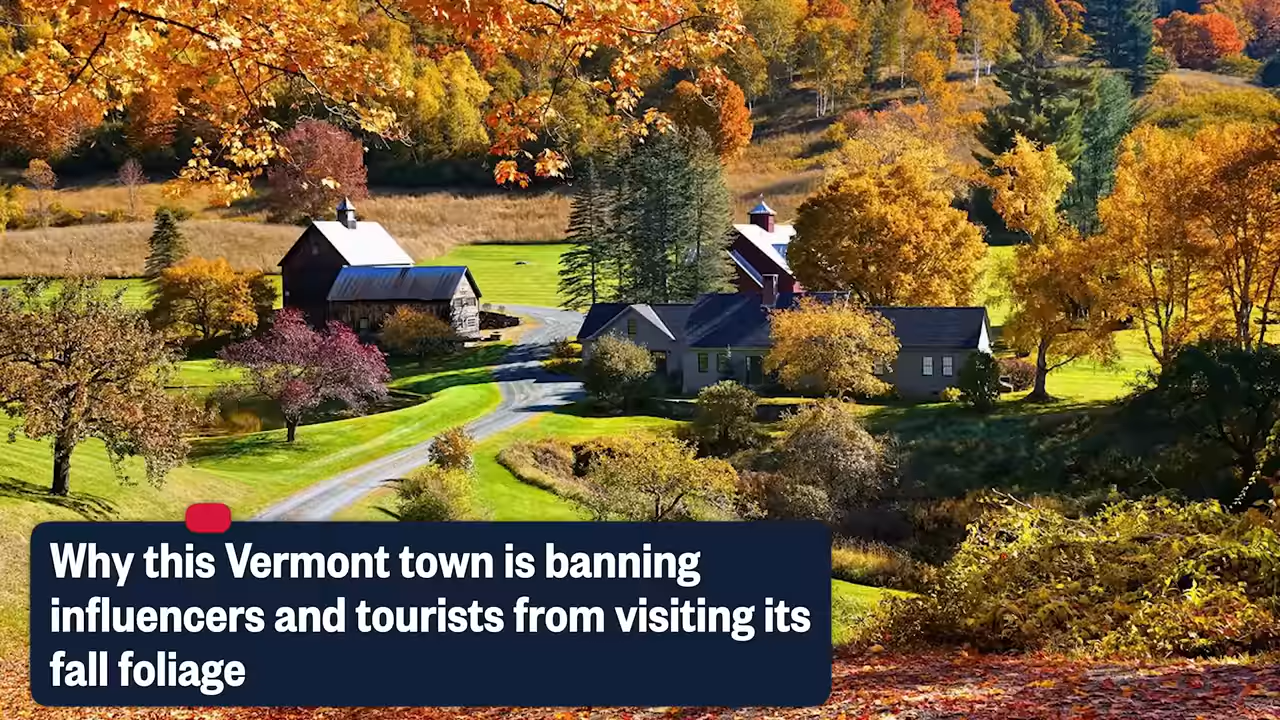 Why this Vermont town is banning
influencers and tourists from visiting its
fall foliage